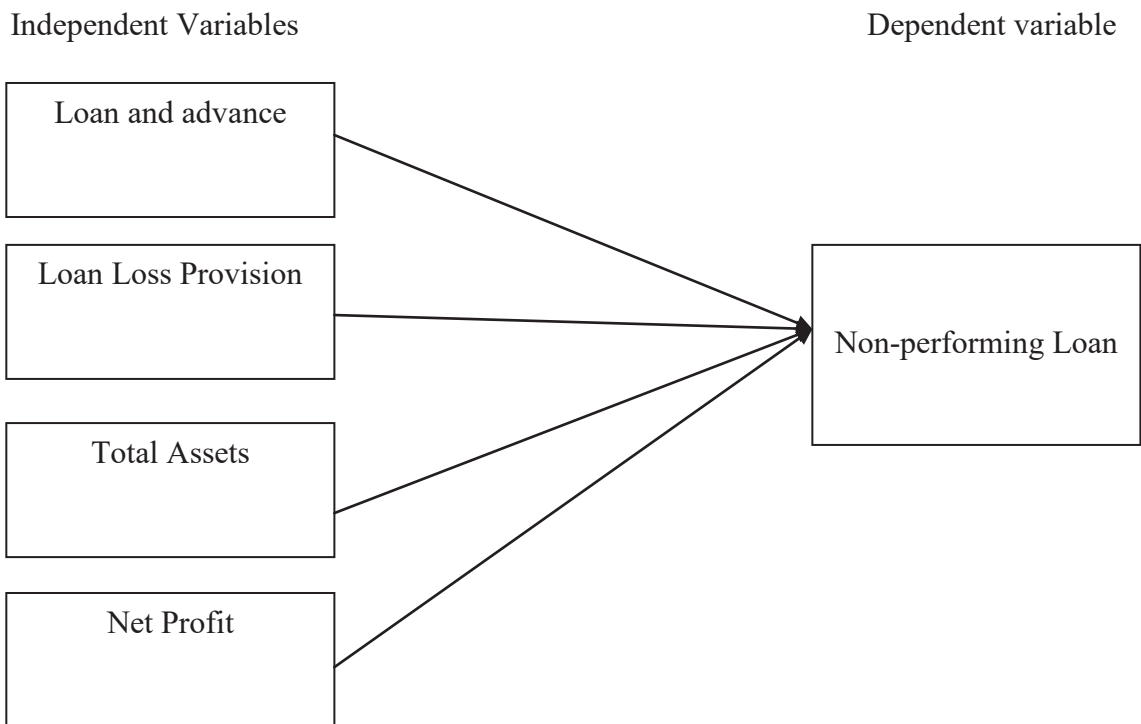 Independent Variables
Dependent variable
Loan and advance
Loan Loss Provision
Total Assets
Net Profit
Non-performing Loan